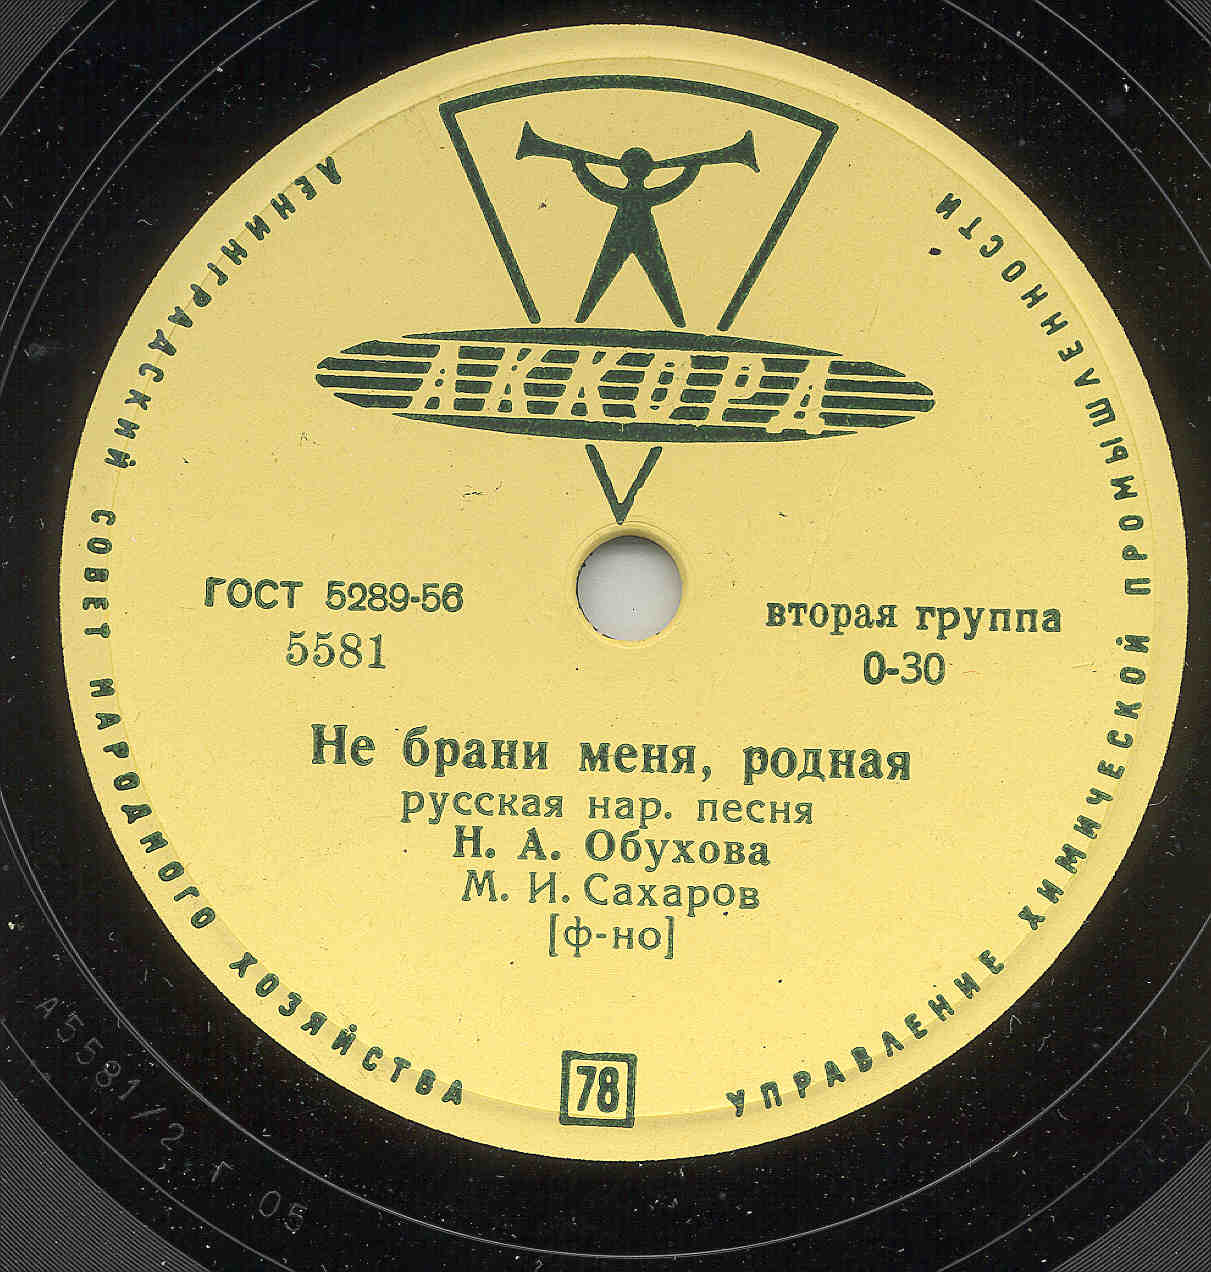 АККОРД
ЛЕНИНГРАДСКИЙ СОВЕТ НАРОДНОГО ХОЗЯЙСТВА
УПРАВЛЕНИЕ ХИМИЧЕСКОЙ ПРОМЫШЛЕННОСТИ
ГОСТ 5289-56
5581
вторая группа
0-30
Не брани меня, родная
русская нар. песня
Н. А. Обухова
М. И. Сахаров
[ф-но]
78
А5581/2 Г 05